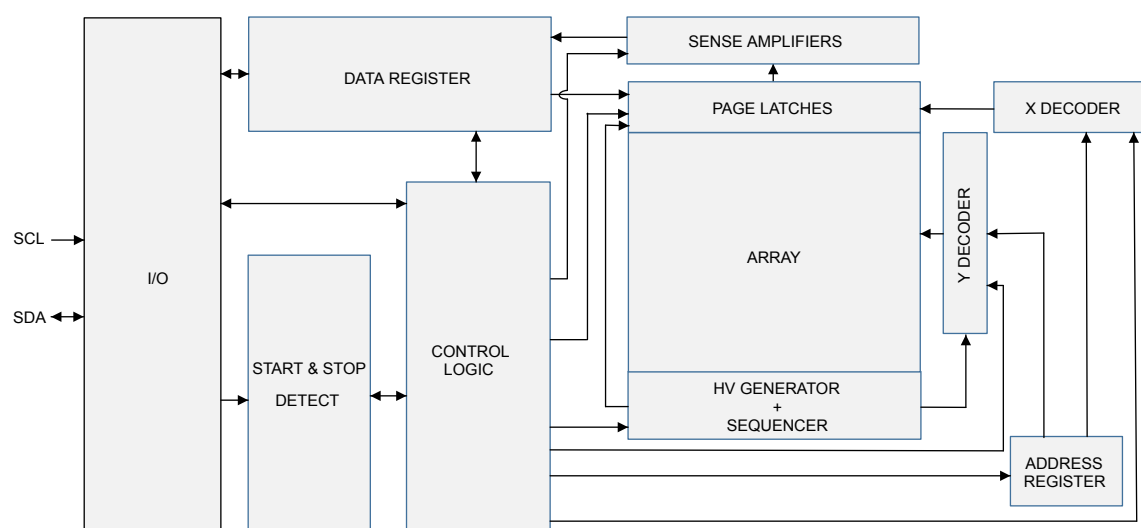 SENSE AMPLIFIERS
DATA REGISTER
PAGE LATCHES
X DECODER
SCL
I/O
SDA
START & STOP
DETECT
CONTROL
LOGIC
ARRAY
Y DECODER
HV GENERATOR
+
SEQUENCER
ADDRESS
REGISTER